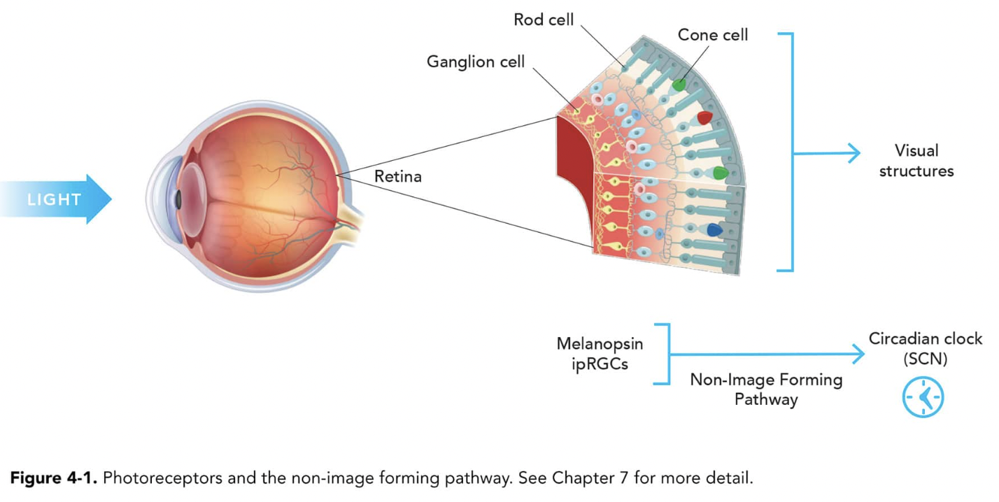 Rod cell
Cone cell
Ganglion cell
LIGHT
Retina
Visual
structures
Melanopsin
ipRGCs
Non-Image Forming
Pathway
Circadian clock
(SCN)
Figure 4-1. Photoreceptors and the non-image forming pathway. See Chapter 7 for more detail.